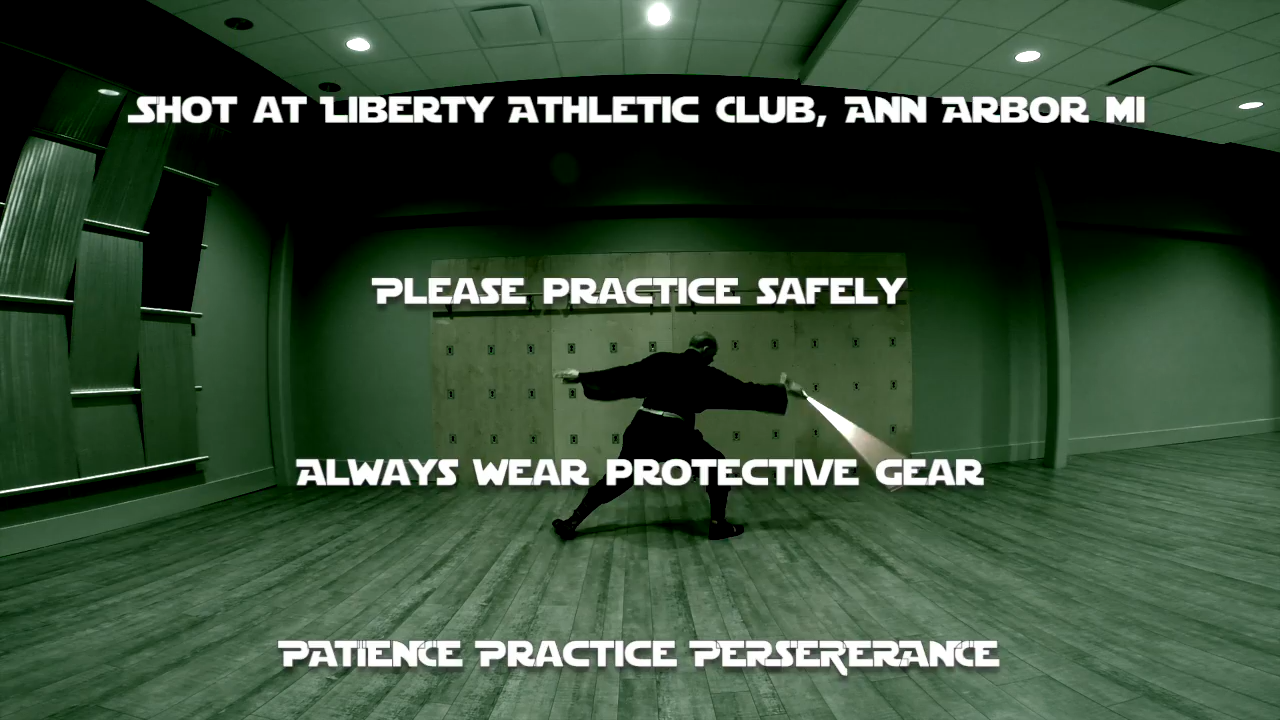 Shot at Liberty Athletic Club, Ann Arbor MI
Please practice safely
Always wear protective gear
Patience Practice Persererance